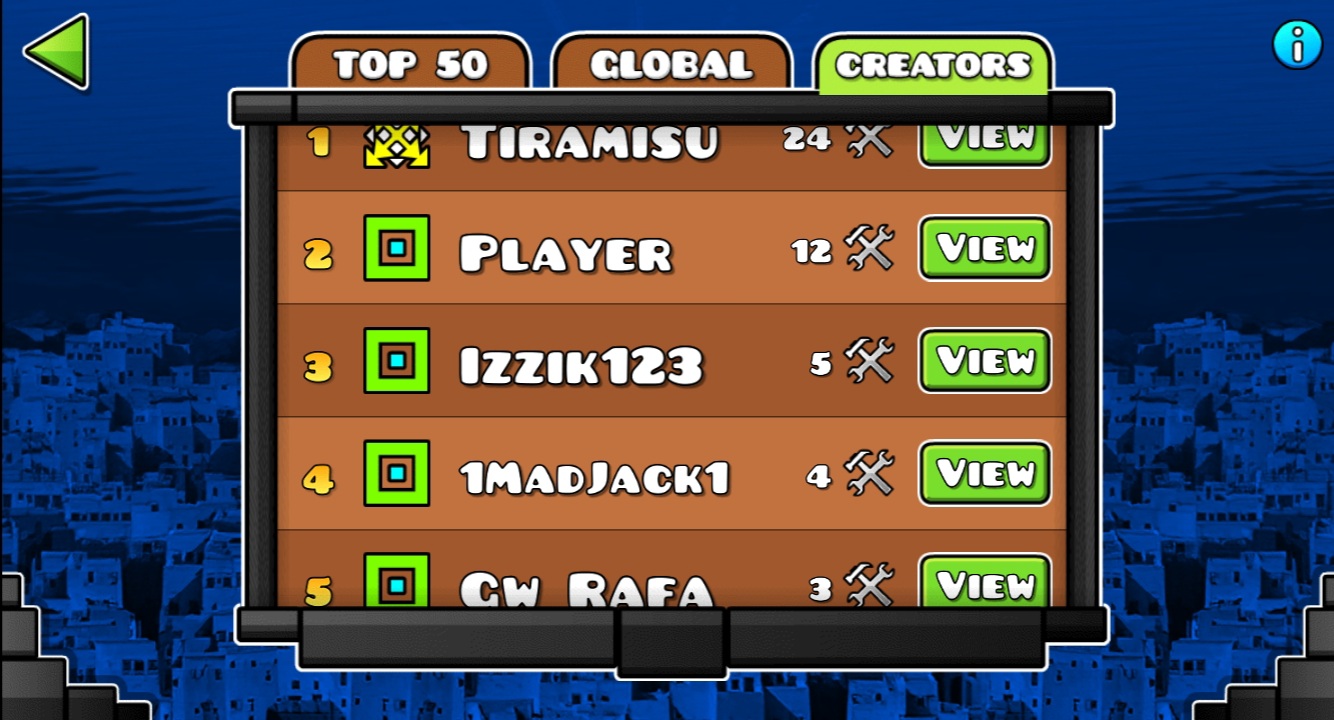 TOP 50 GLOBAL CREATORS
1 TIRAMISU 24 VIEW
2 PLAYER 12 VIEW
3 IZZIK123 5 VIEW
4 1MADJACK1 4 VIEW
5 GW RAFA 3 VIEW